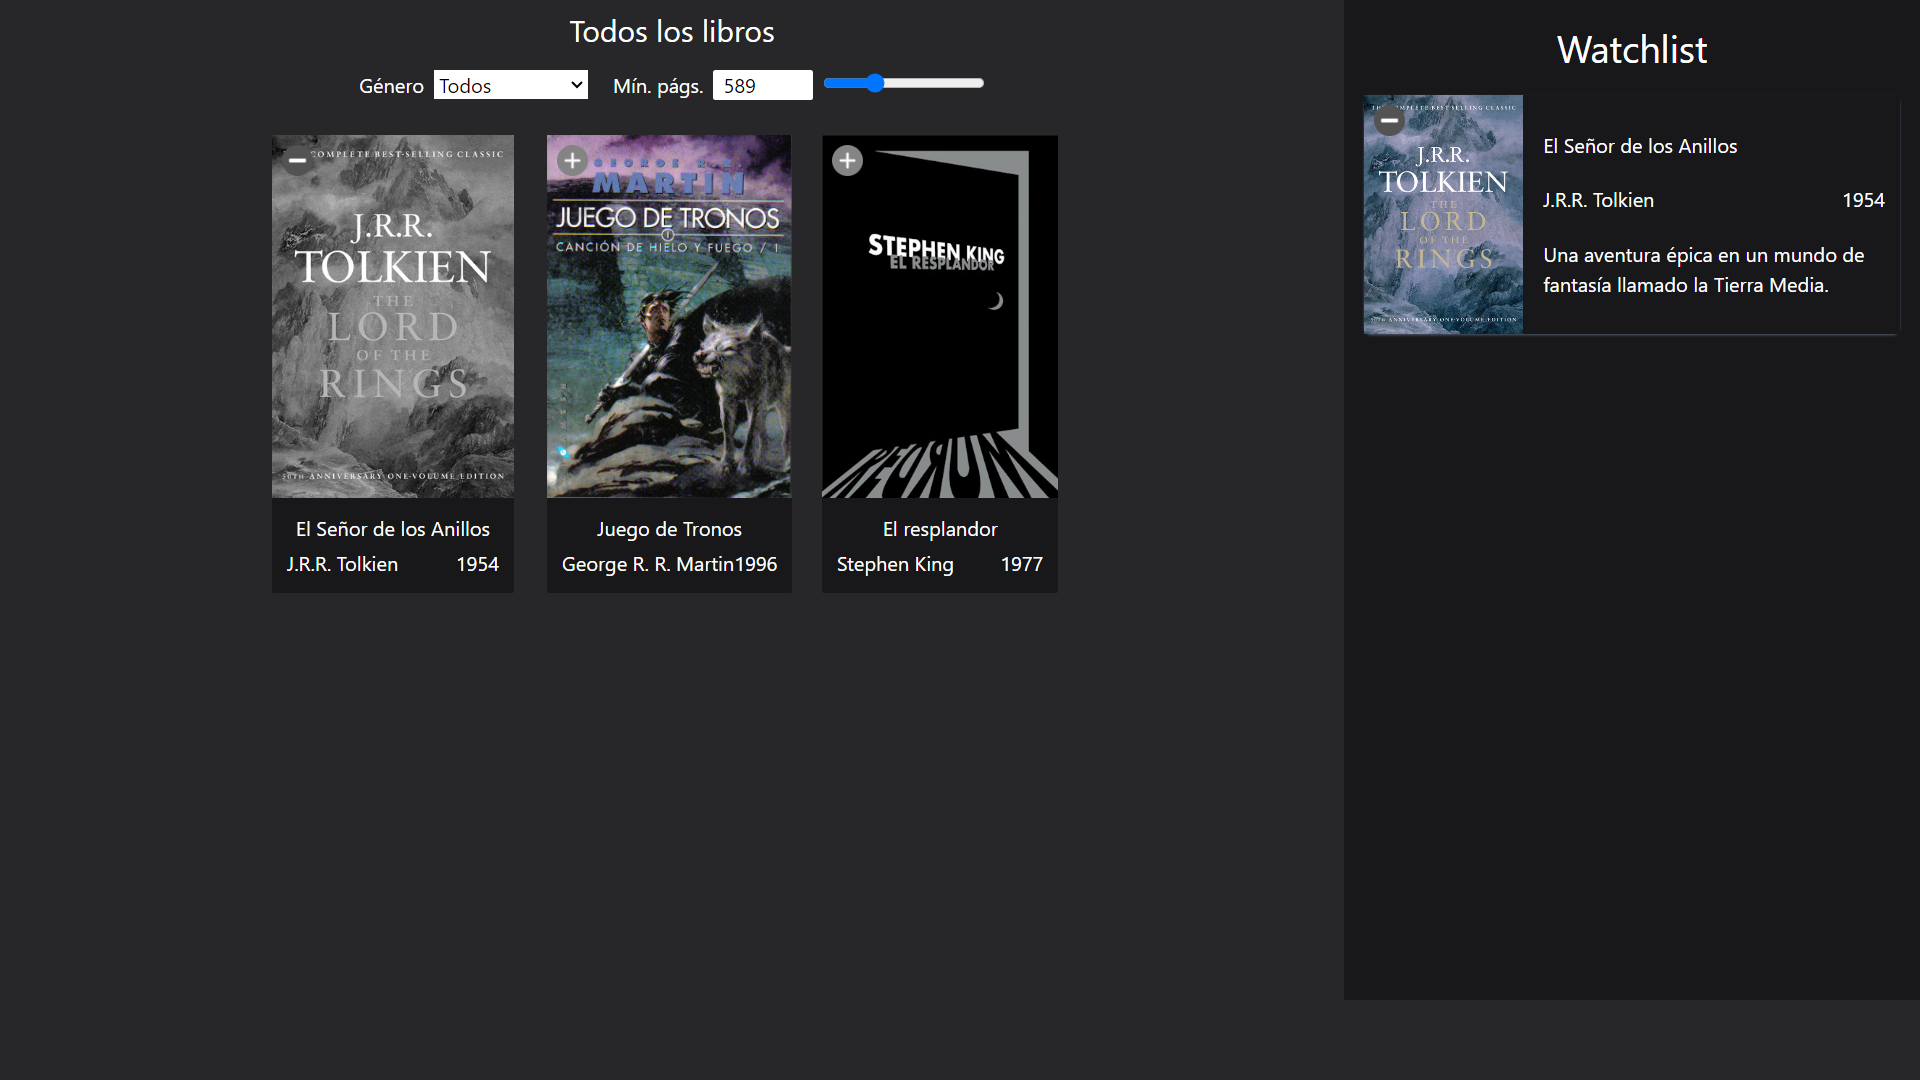 Todos los libros
Género Todos Mín. págs. 589
COMPLETE BEST-SELLING CLASSIC
J.R.R.
TOLKIEN
THE
LORD
OF THE
RINGS
50TH ANNIVERSARY ONE-VOLUME EDITION
El Señor de los Anillos
J.R.R. Tolkien 1954
GEORGE R. R.
MARTIN
JUEGO DE TRONOS
CANCIÓN DE HIELO Y FUEGO / 1
Juego de Tronos
George R. R. Martin1996
STEPHEN KING
EL RESPLANDOR
REDRUM
El resplandor
Stephen King 1977
Watchlist
COMPLETE BEST-SELLING CLASSIC
J.R.R.
TOLKIEN
THE
LORD
OF THE
RINGS
50TH ANNIVERSARY ONE-VOLUME EDITION
El Señor de los Anillos
J.R.R. Tolkien 1954
Una aventura épica en un mundo de
fantasía llamado la Tierra Media.